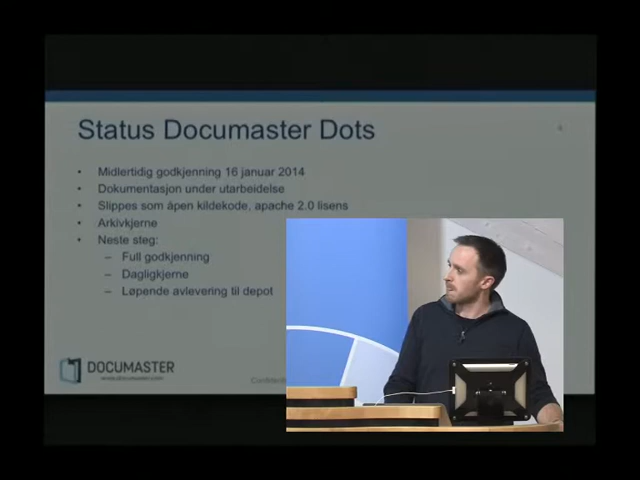 Status Documaster Dots
• Midlertidig godkjenning 16 januar 2014
• Dokumentasjon under utarbeidelse
• Slippes som åpen kildekode, apache 2.0 lisens
• Arkivkjerne
• Neste steg:
– Full godkjenning
– Dagligkjerne
– Løpende avlevering til depot
DOCUMASTER
www.documaster.com